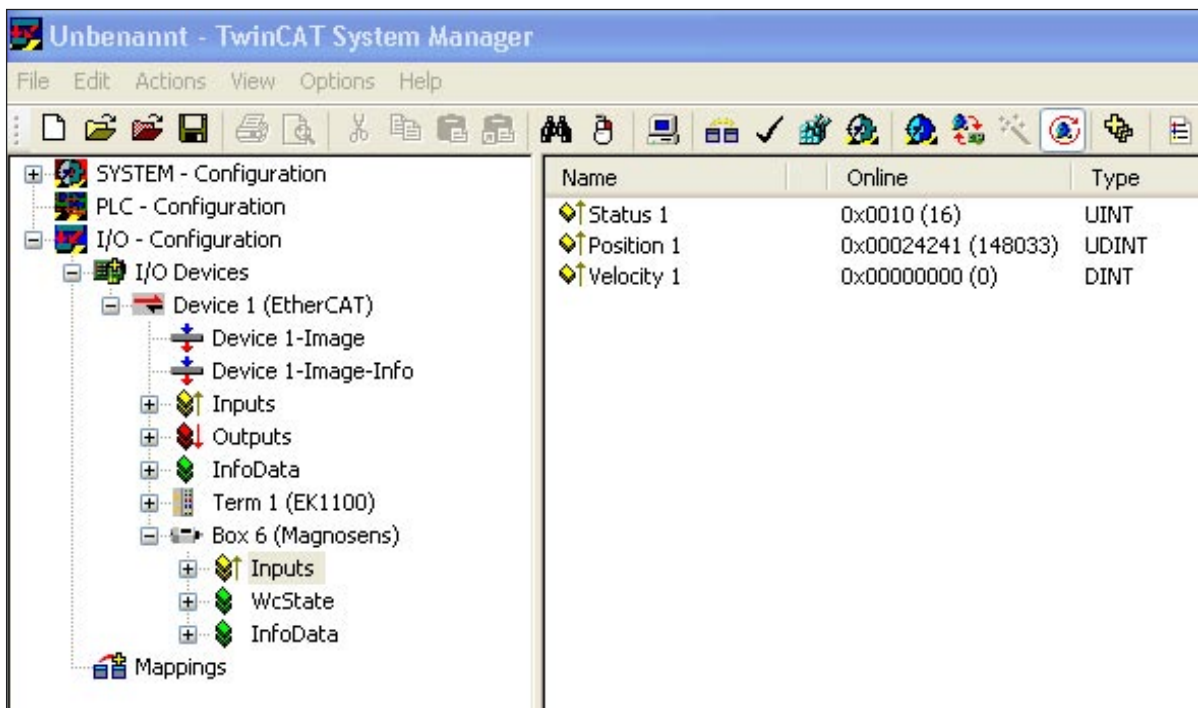 Unbenannt - TwinCAT System Manager
File Edit Actions View Options Help
SYSTEM - Configuration
PLC - Configuration
I/O - Configuration
I/O Devices
Device 1 (EtherCAT)
Device 1-Image
Device 1-Image-Info
Inputs
Outputs
InfoData
Term 1 (EK1100)
Box 6 (Magnosens)
Inputs
WcState
InfoData
Mappings
Name Online Type
Status 1 0x0010 (16) UINT
Position 1 0x00024241 (148033) UDINT
Velocity 1 0x00000000 (0) DINT